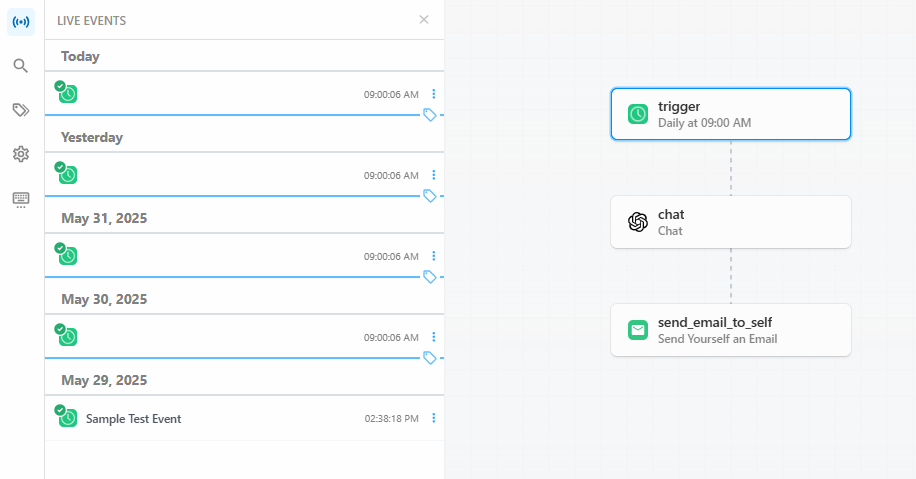 LIVE EVENTS
Today
09:00:06 AM
Yesterday
09:00:06 AM
May 31, 2025
09:00:06 AM
May 30, 2025
09:00:06 AM
May 29, 2025
Sample Test Event
02:38:18 PM
trigger
Daily at 09:00 AM
chat
Chat
send_email_to_self
Send Yourself an Email